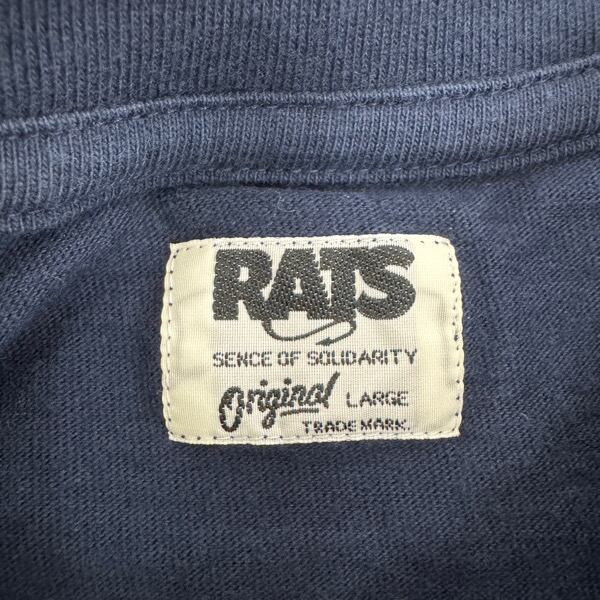 RATS
SENCE OF SOLIDARITY
Original LARGE
TRADE MARK.